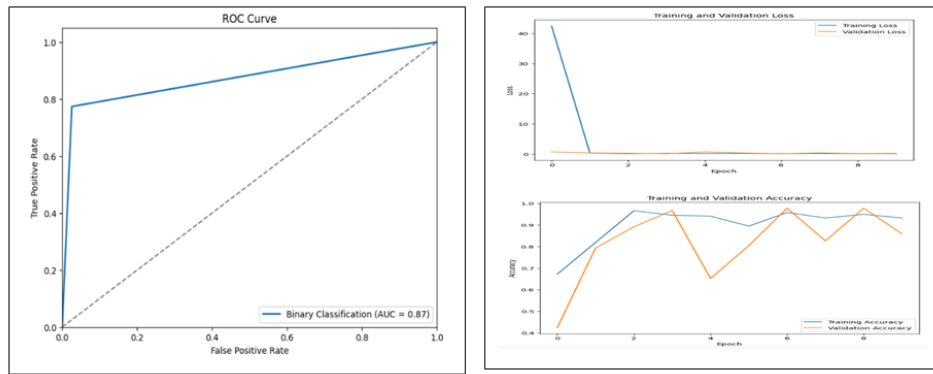 ROC Curve
1.0
0.8
0.6
0.4
0.2
0.0
True Positive Rate
Binary Classification (AUC = 0.87)
0.0 0.2 0.4 0.6 0.8 1.0
False Positive Rate
Training and Validation Loss
Training Loss
Validation Loss
40
30
20
10
0
Loss
0 2 4 6 8
Epoch
Training and Validation Accuracy
1.0
0.9
0.8
0.7
0.6
0.5
0.4
Accuracy
Training Accuracy
Validation Accuracy
0 2 4 6 8
Epoch